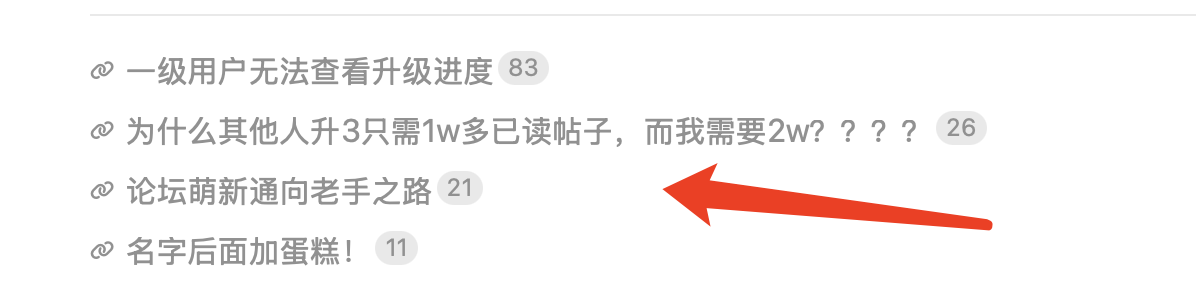 一级用户无法查看升级进度 83
为什么其他人升3只需1w多已读帖子，而我需要2w？？？？ 26
论坛萌新通向老手之路 21
名字后面加蛋糕！ 11